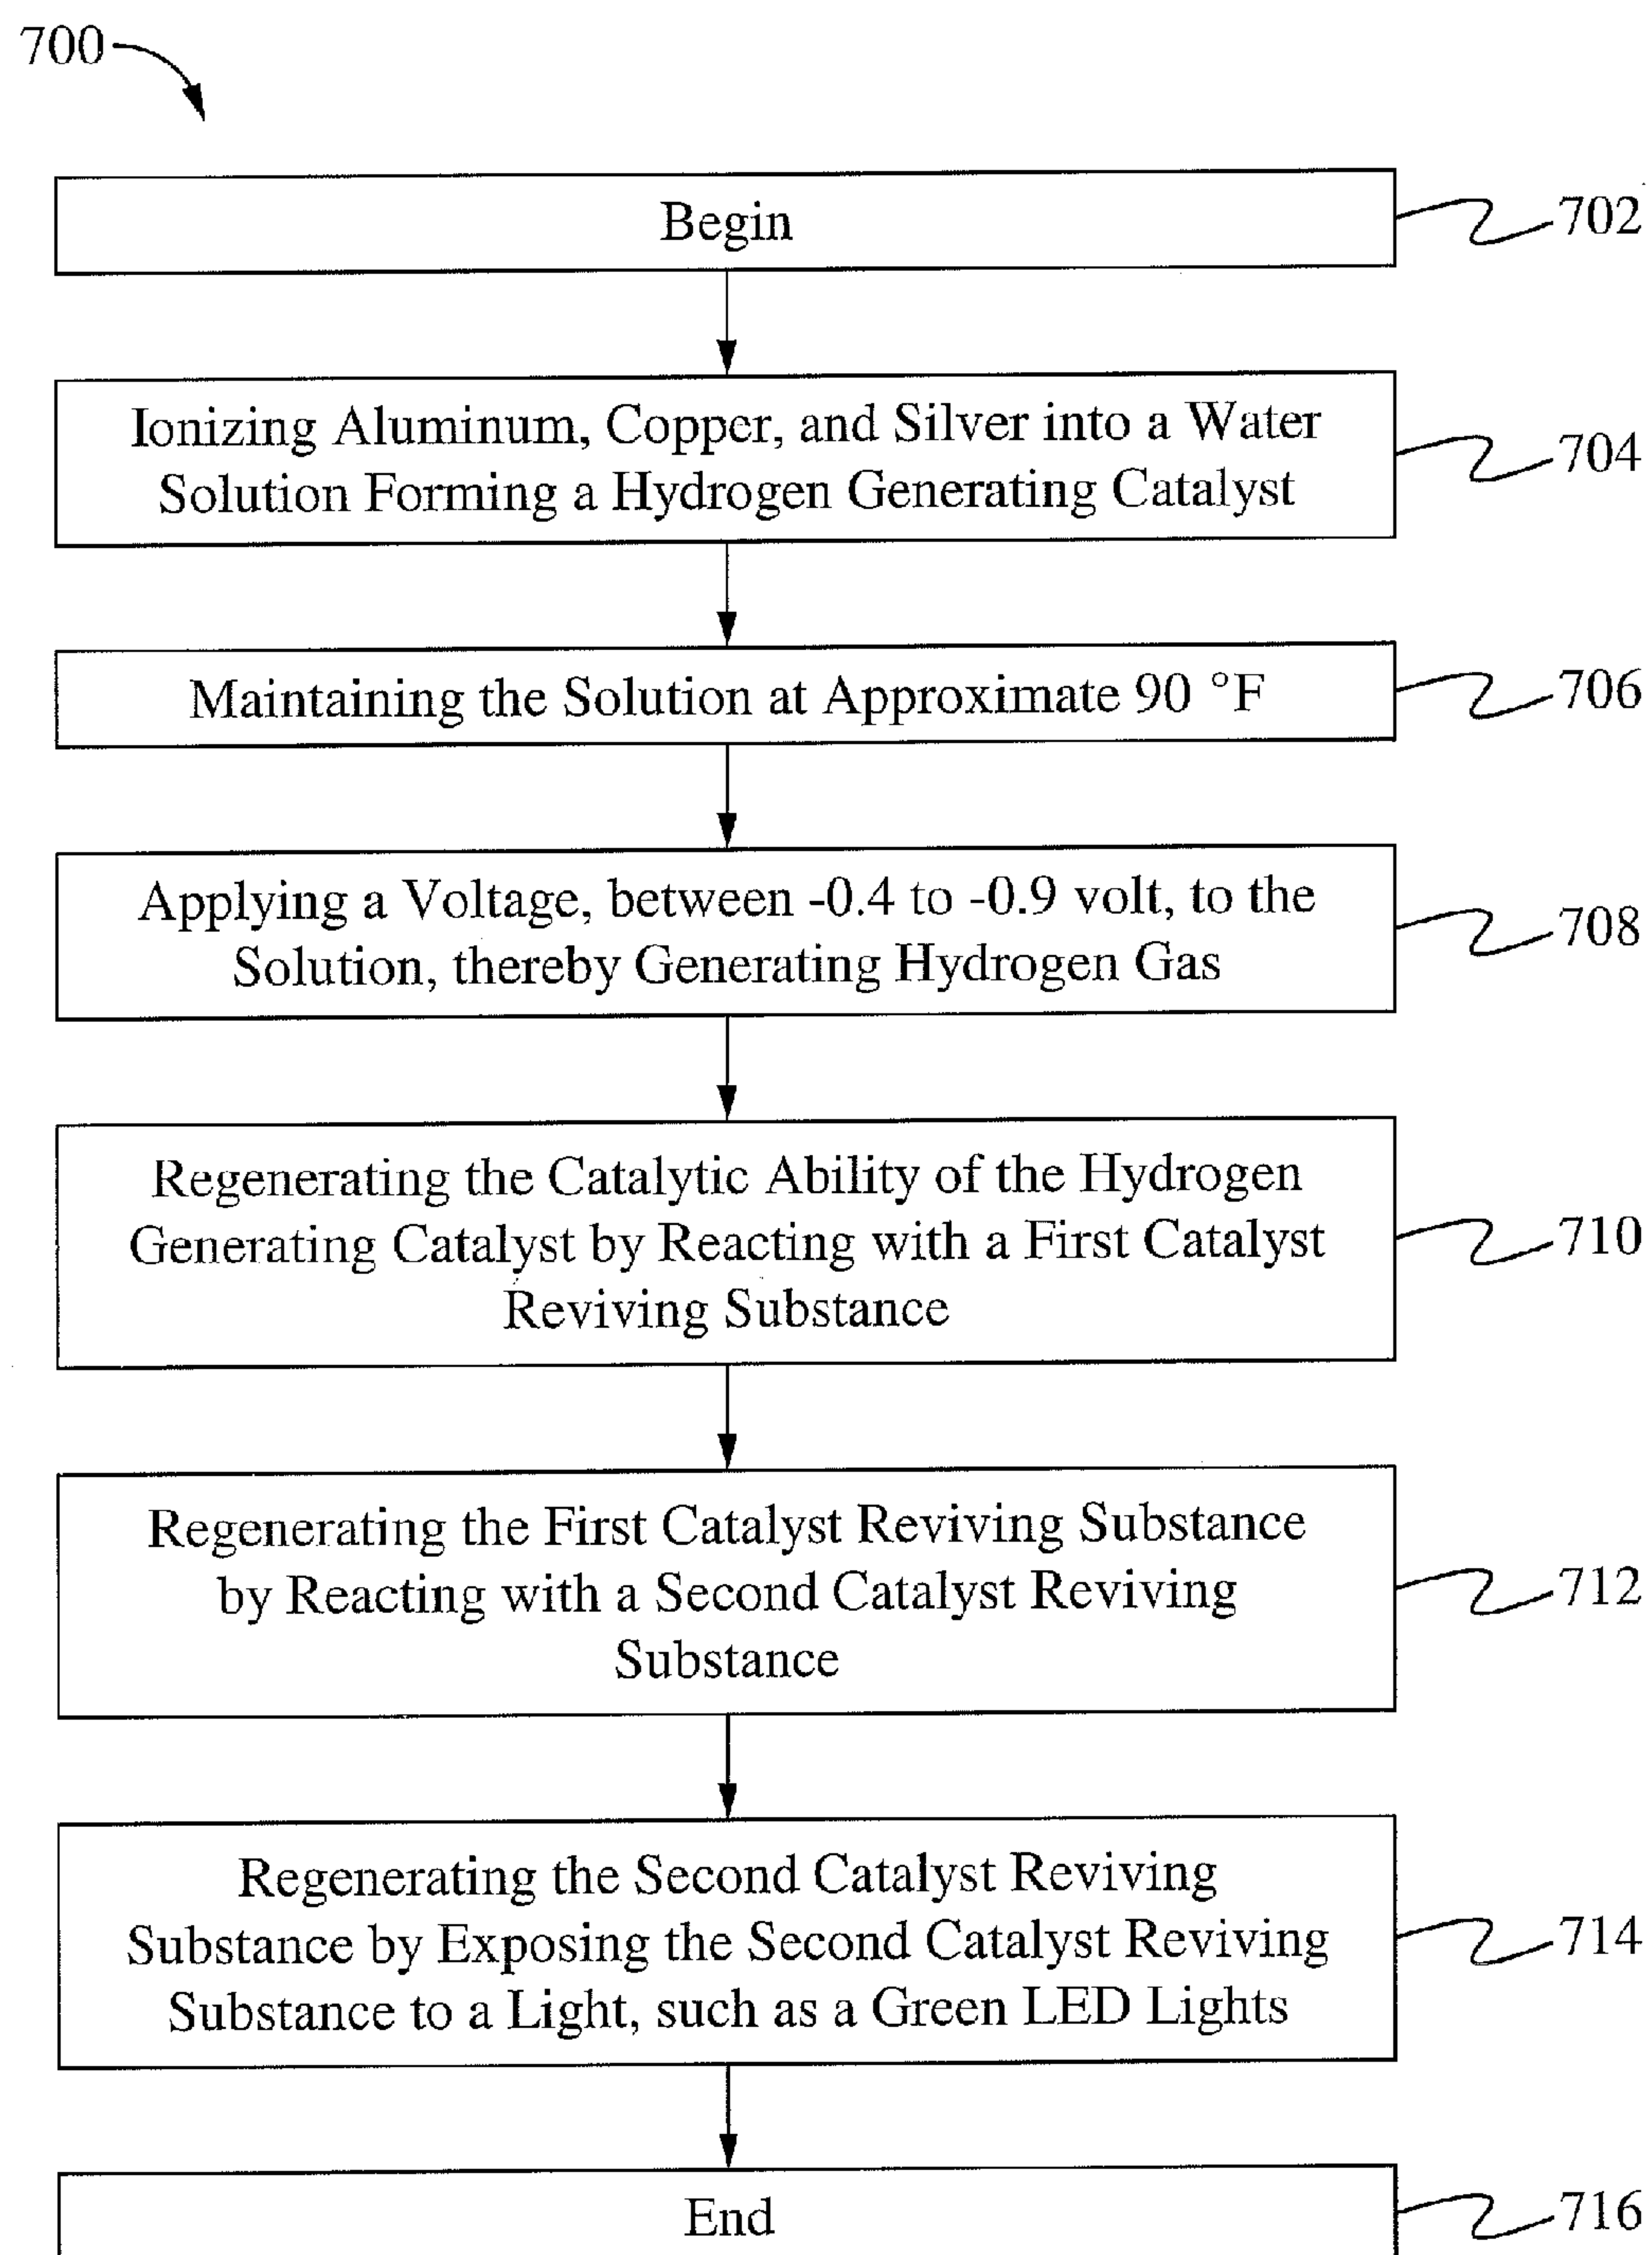 700
Begin
702
Ionizing Aluminum, Copper, and Silver into a Water
Solution Forming a Hydrogen Generating Catalyst
704
Maintaining the Solution at Approximate 90 °F
706
Applying a Voltage, between -0.4 to -0.9 volt, to the
Solution, thereby Generating Hydrogen Gas
708
Regenerating the Catalytic Ability of the Hydrogen
Generating Catalyst by Reacting with a First Catalyst
Reviving Substance
710
Regenerating the First Catalyst Reviving Substance
by Reacting with a Second Catalyst Reviving
Substance
712
Regenerating the Second Catalyst Reviving
Substance by Exposing the Second Catalyst Reviving
Substance to a Light, such as a Green LED Lights
714
End
716